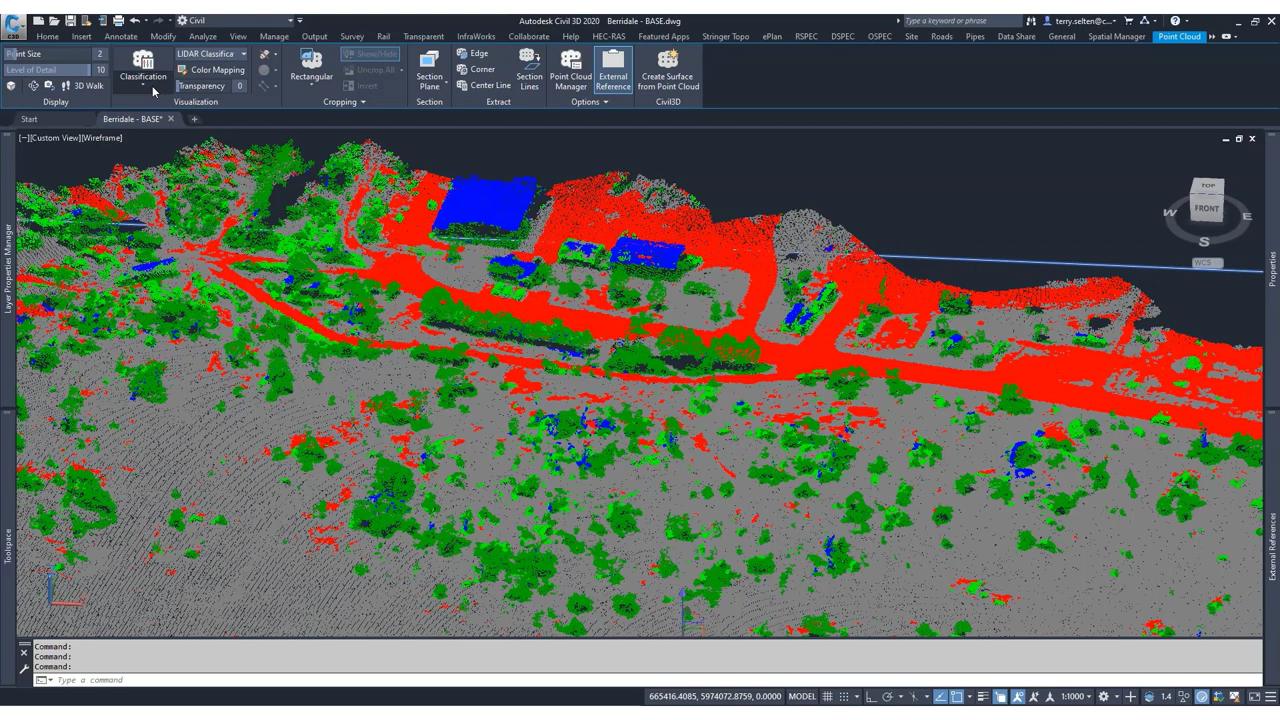 C3D
Civil
Autodesk Civil 3D 2020 Berridale - BASE.dwg
Type a keyword or phrase
terry.selten@c...
Home Insert Annotate Modify Analyze View Manage Output Survey Rail Transparent InfraWorks Collaborate Help HEC-RAS Featured Apps Stringer Topo ePlan RSPEC DSPEC OSPEC Site Roads Pipes Data Share General Spatial Manager Point Cloud
Point Size 2
Level of Detail 10
3D Walk
Display
Classification
LIDAR Classifica
Color Mapping
Transparency 0
Visualization
Rectangular
Show/Hide
Uncrop All
Invert
Cropping
Section
Plane
Section
Edge
Corner
Center Line
Section
Lines
Extract
Point Cloud
Manager
External
Reference
Options
Create Surface
from Point Cloud
Civil3D
Start
Berridale - BASE*
[−][Custom View][Wireframe]
TOP
FRONT
W
E
S
WCS
Layer Properties Manager
Toolspace
Properties
External References
Command:
Command:
Command:
Type a command
665416.4085, 5974072.8759, 0.0000 MODEL 1:1000 1.4